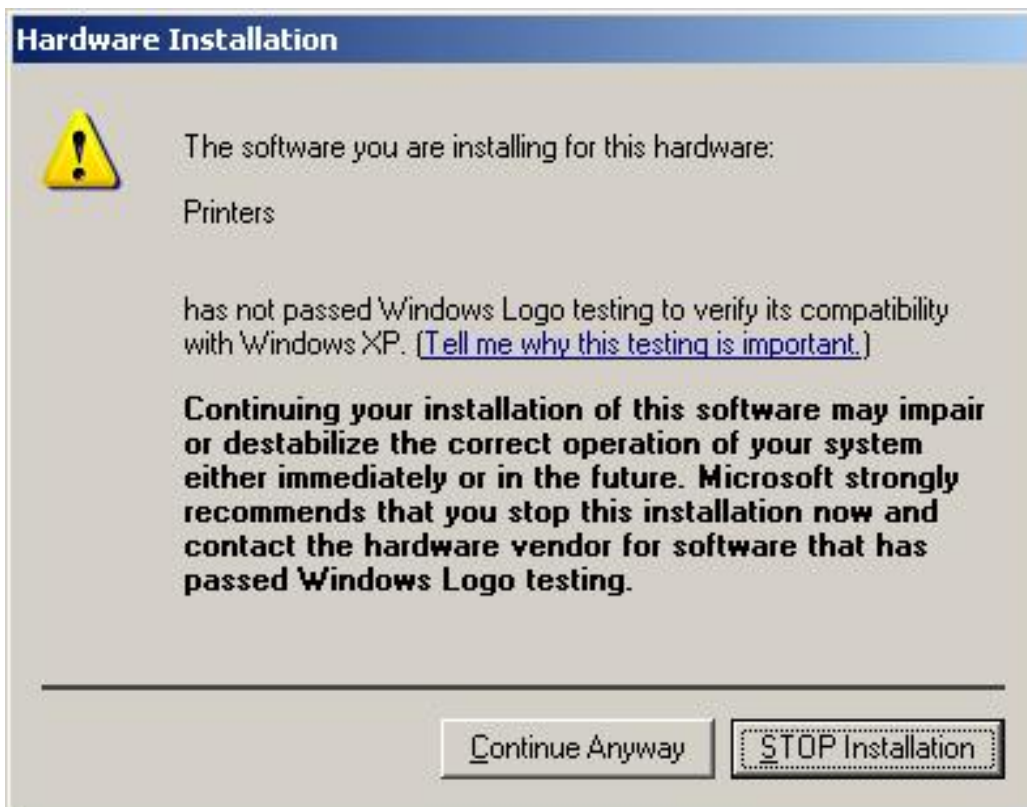 Hardware Installation
The software you are installing for this hardware:
Printers
has not passed Windows Logo testing to verify its compatibility
with Windows XP. (Tell me why this testing is important.)
Continuing your installation of this software may impair
or destabilize the correct operation of your system
either immediately or in the future. Microsoft strongly
recommends that you stop this installation now and
contact the hardware vendor for software that has
passed Windows Logo testing.
Continue Anyway
STOP Installation